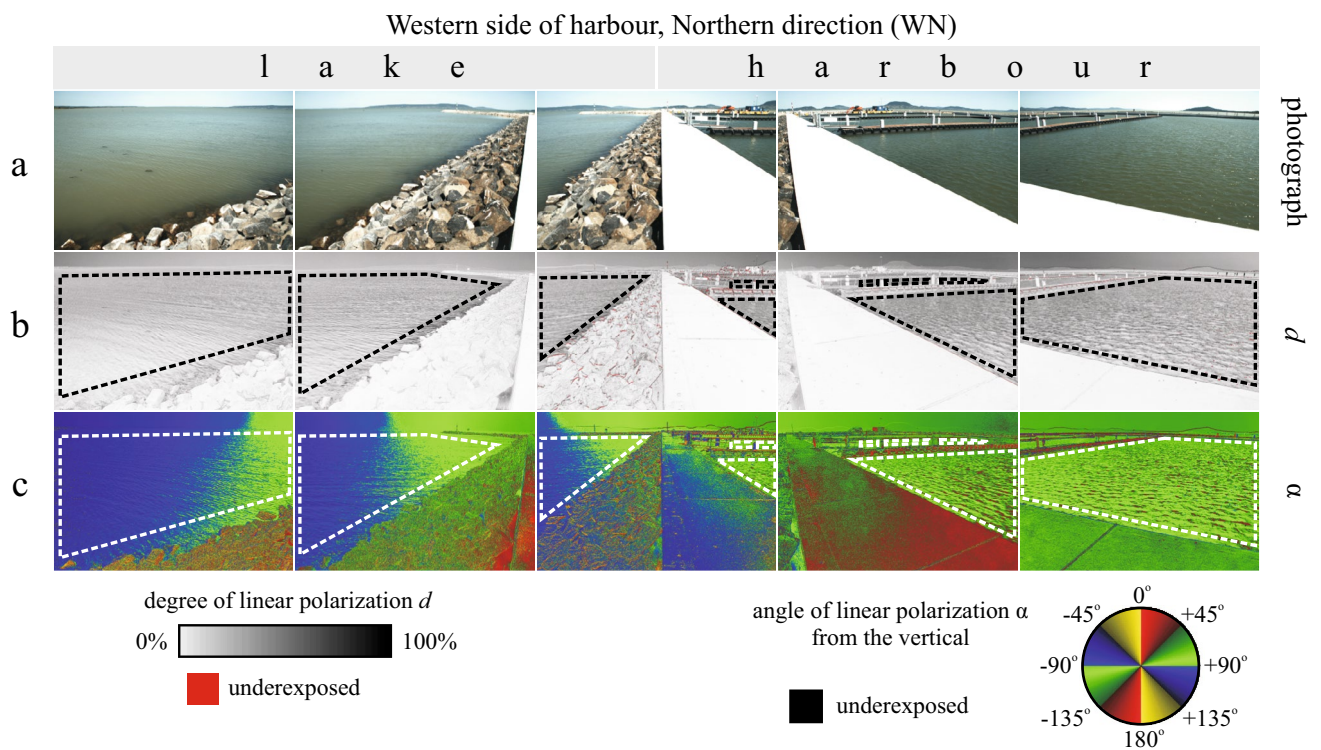 Western side of harbour, Northern direction (WN)
l a k e h a r b o u r
a
photograph
b
d
c
α
degree of linear polarization d
0% 100%
underexposed
angle of linear polarization α
from the vertical
underexposed
0°
-45° +45°
-90° +90°
-135° +135°
180°